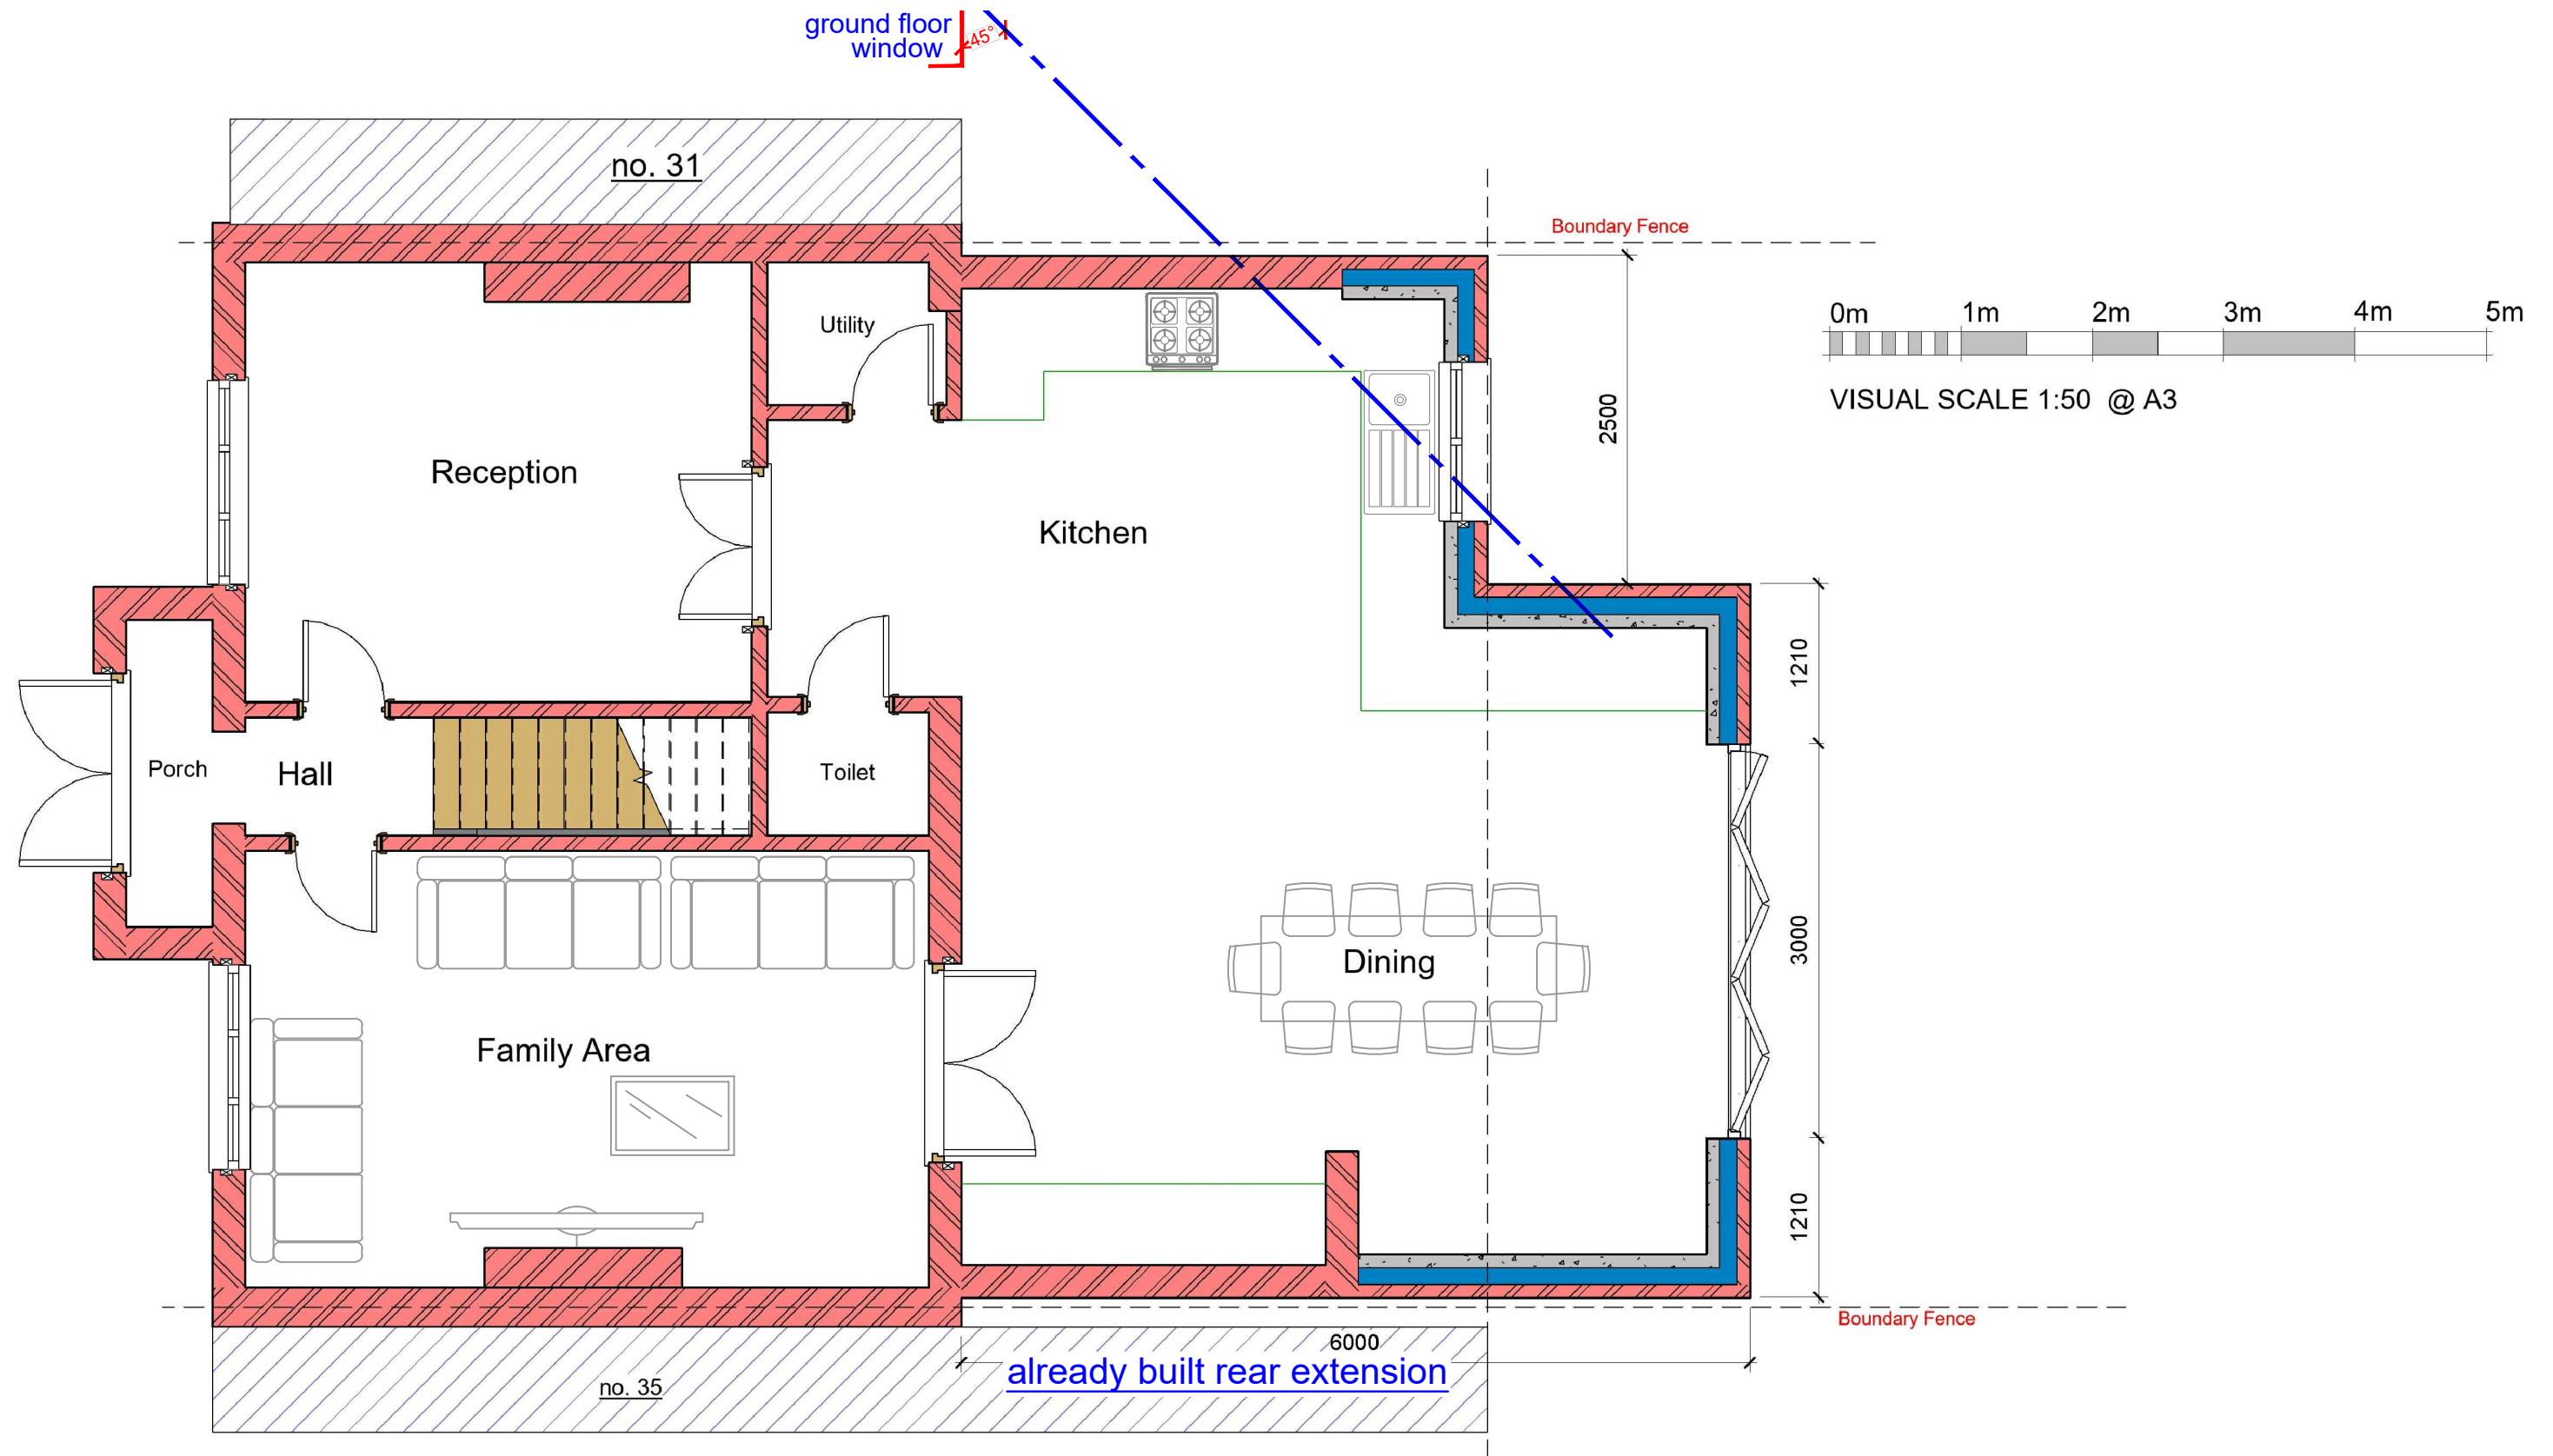 ground floor
window
45°
no. 31
Boundary Fence
0m 1m 2m 3m 4m 5m
VISUAL SCALE 1:50 @ A3
Utility
Reception
Kitchen
2500
1210
Porch
Hall
Toilet
3000
Dining
Family Area
1210
Boundary Fence
6000
already built rear extension
no. 35